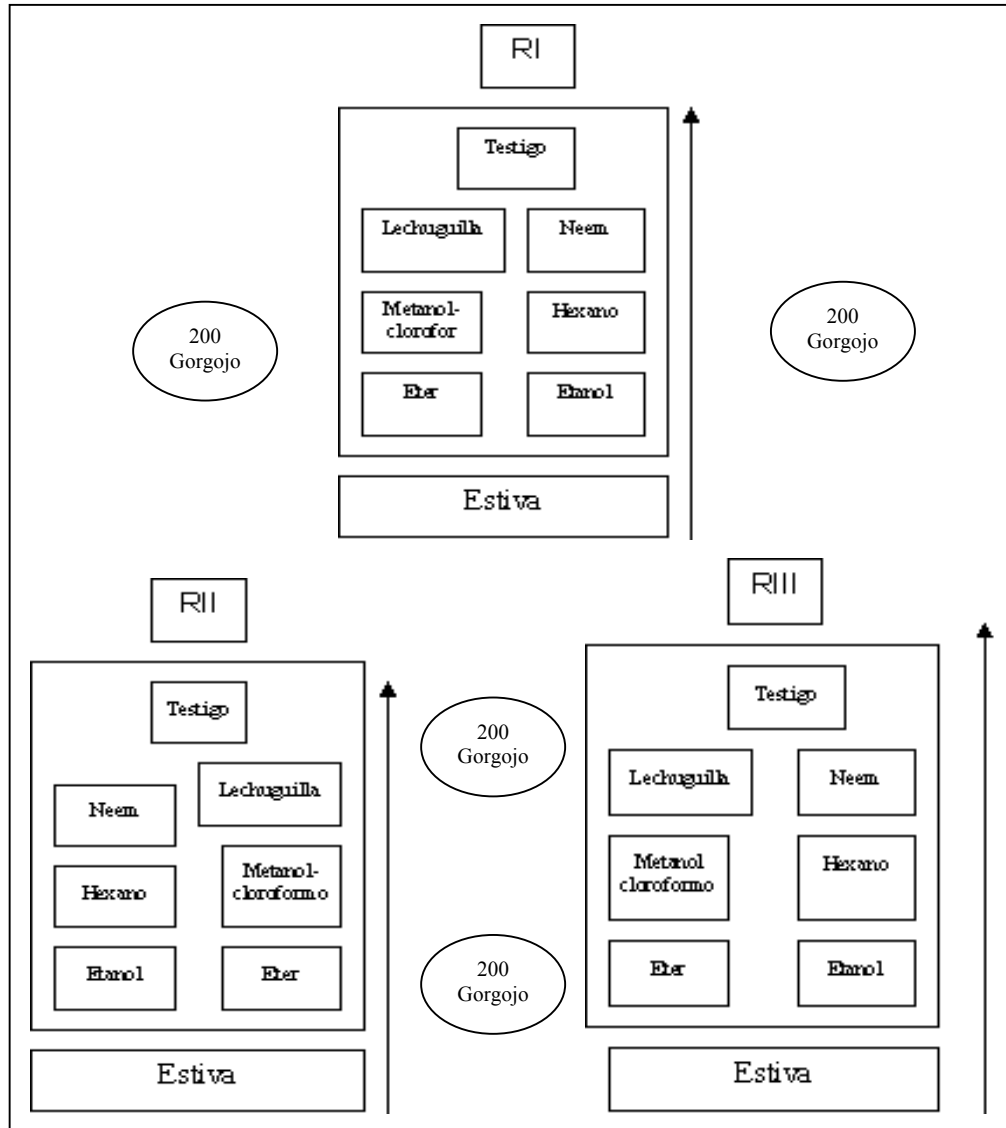 RI
Testigo
Lechuguilla
Neem
Metanol-
clorofor
Hexano
Eter
Etanol
Estiva
200
Gorgojo
200
Gorgojo
RII
Testigo
Neem
Lechuguilla
Hexano
Metanol-
cloroformo
Etanol
Eter
Estiva
200
Gorgojo
200
Gorgojo
RIII
Testigo
Lechuguilla
Neem
Metanol
cloroformo
Hexano
Eter
Etanol
Estiva